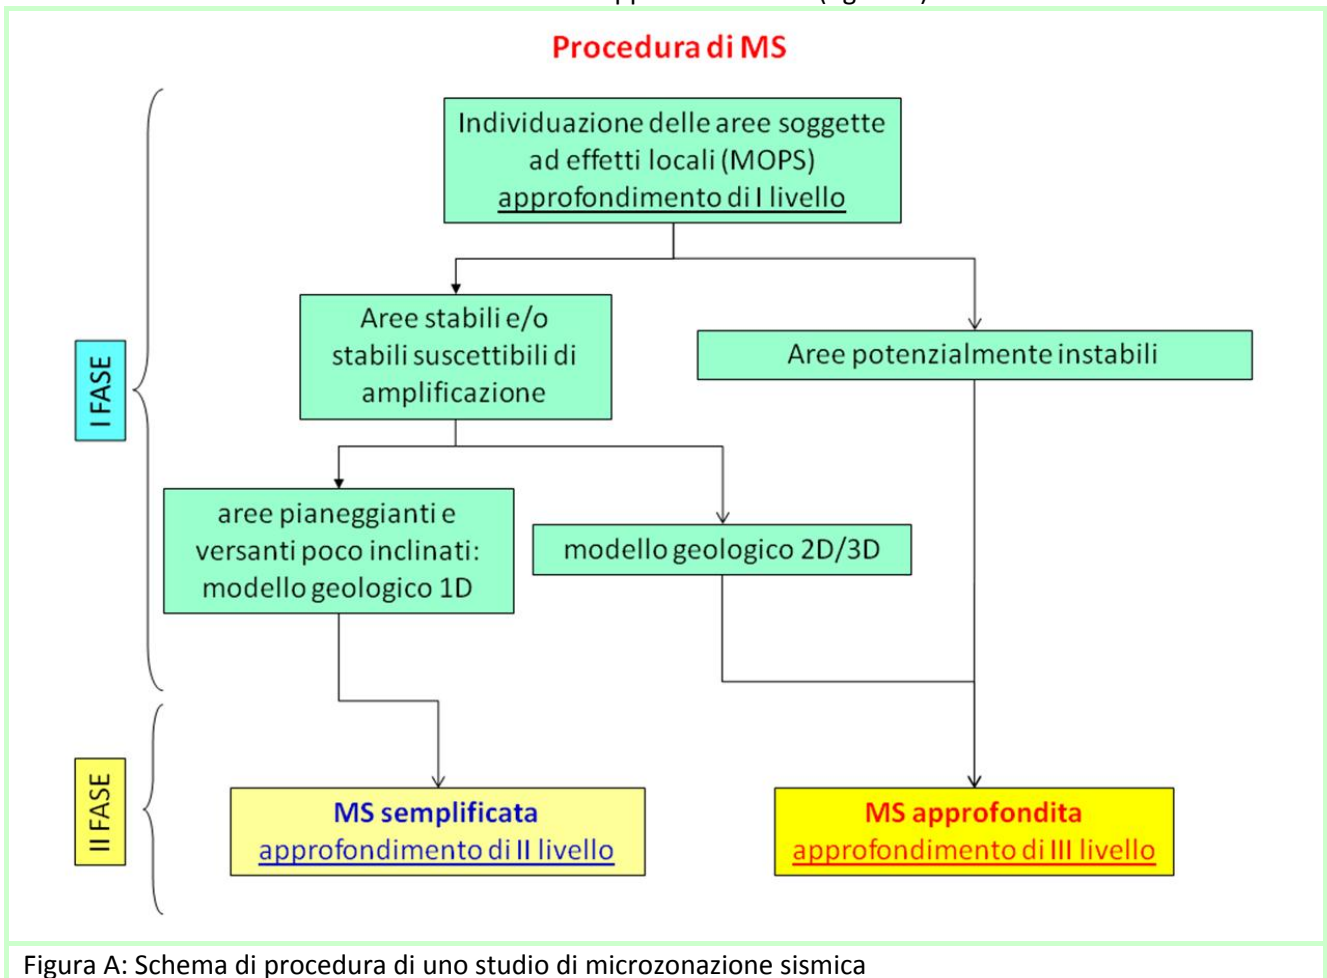 Procedura di MS
Individuazione delle aree soggette
ad effetti locali (MOPS)
approfondimento di I livello
Aree stabili e/o
stabili suscettibili di
amplificazione
Aree potenzialmente instabili
I FASE
aree pianeggianti e
versanti poco inclinati:
modello geologico 1D
modello geologico 2D/3D
II FASE
MS semplificata
approfondimento di II livello
MS approfondita
approfondimento di III livello
Figura A: Schema di procedura di uno studio di microzonazione sismica